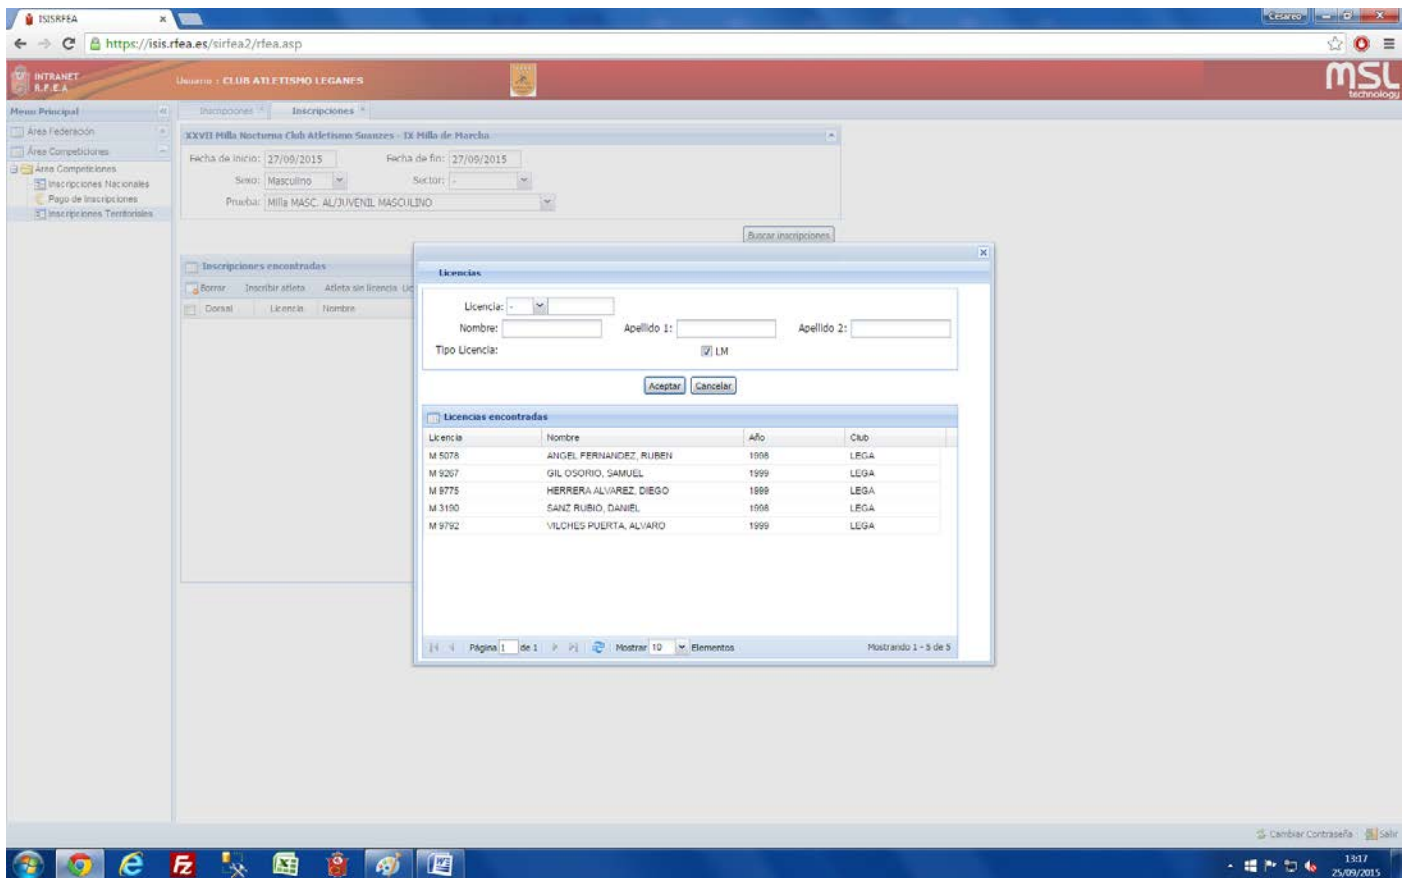 ISISRFEA
Cesareo
https://isis.rfea.es/sirfea2/rfea.asp
INTRANET
R.F.E.A
Usuario : CLUB ATLETISMO LEGANES
msl
technology
Menu Principal
Inscripciones
Inscripciones
Área Federación
Área Competiciones
Área Competiciones
Inscripciones Nacionales
Pago de Inscripciones
Inscripciones Territoriales
XXVII Milla Nocturna Club Atletismo Suanzes - IX Milla de Marcha
Fecha de inicio: 27/09/2015 Fecha de fin: 27/09/2015
Sexo: Masculino Sector: -
Prueba: Milla MASC. AL/JUVENIL MASCULINO
Buscar inscripciones
Inscripciones encontradas
Borrar Inscribir atleta Atleta sin licencia Lic
Dorsal Licencia Nombre
Licencias
Licencia: -
Nombre: Apellido 1: Apellido 2:
Tipo Licencia: LM
Aceptar Cancelar
Licencias encontradas
Licencia Nombre Año Club
M 5078 ANGEL FERNANDEZ, RUBEN 1998 LEGA
M 9267 GIL OSORIO, SAMUEL 1999 LEGA
M 9775 HERRERA ALVAREZ, DIEGO 1999 LEGA
M 3190 SANZ RUBIO, DANIEL 1998 LEGA
M 9792 VILCHES PUERTA, ALVARO 1999 LEGA
Página 1 de 1 Mostrar 10 Elementos Mostrando 1 - 5 de 5
Cambiar Contraseña Salir
13:17
25/09/2015